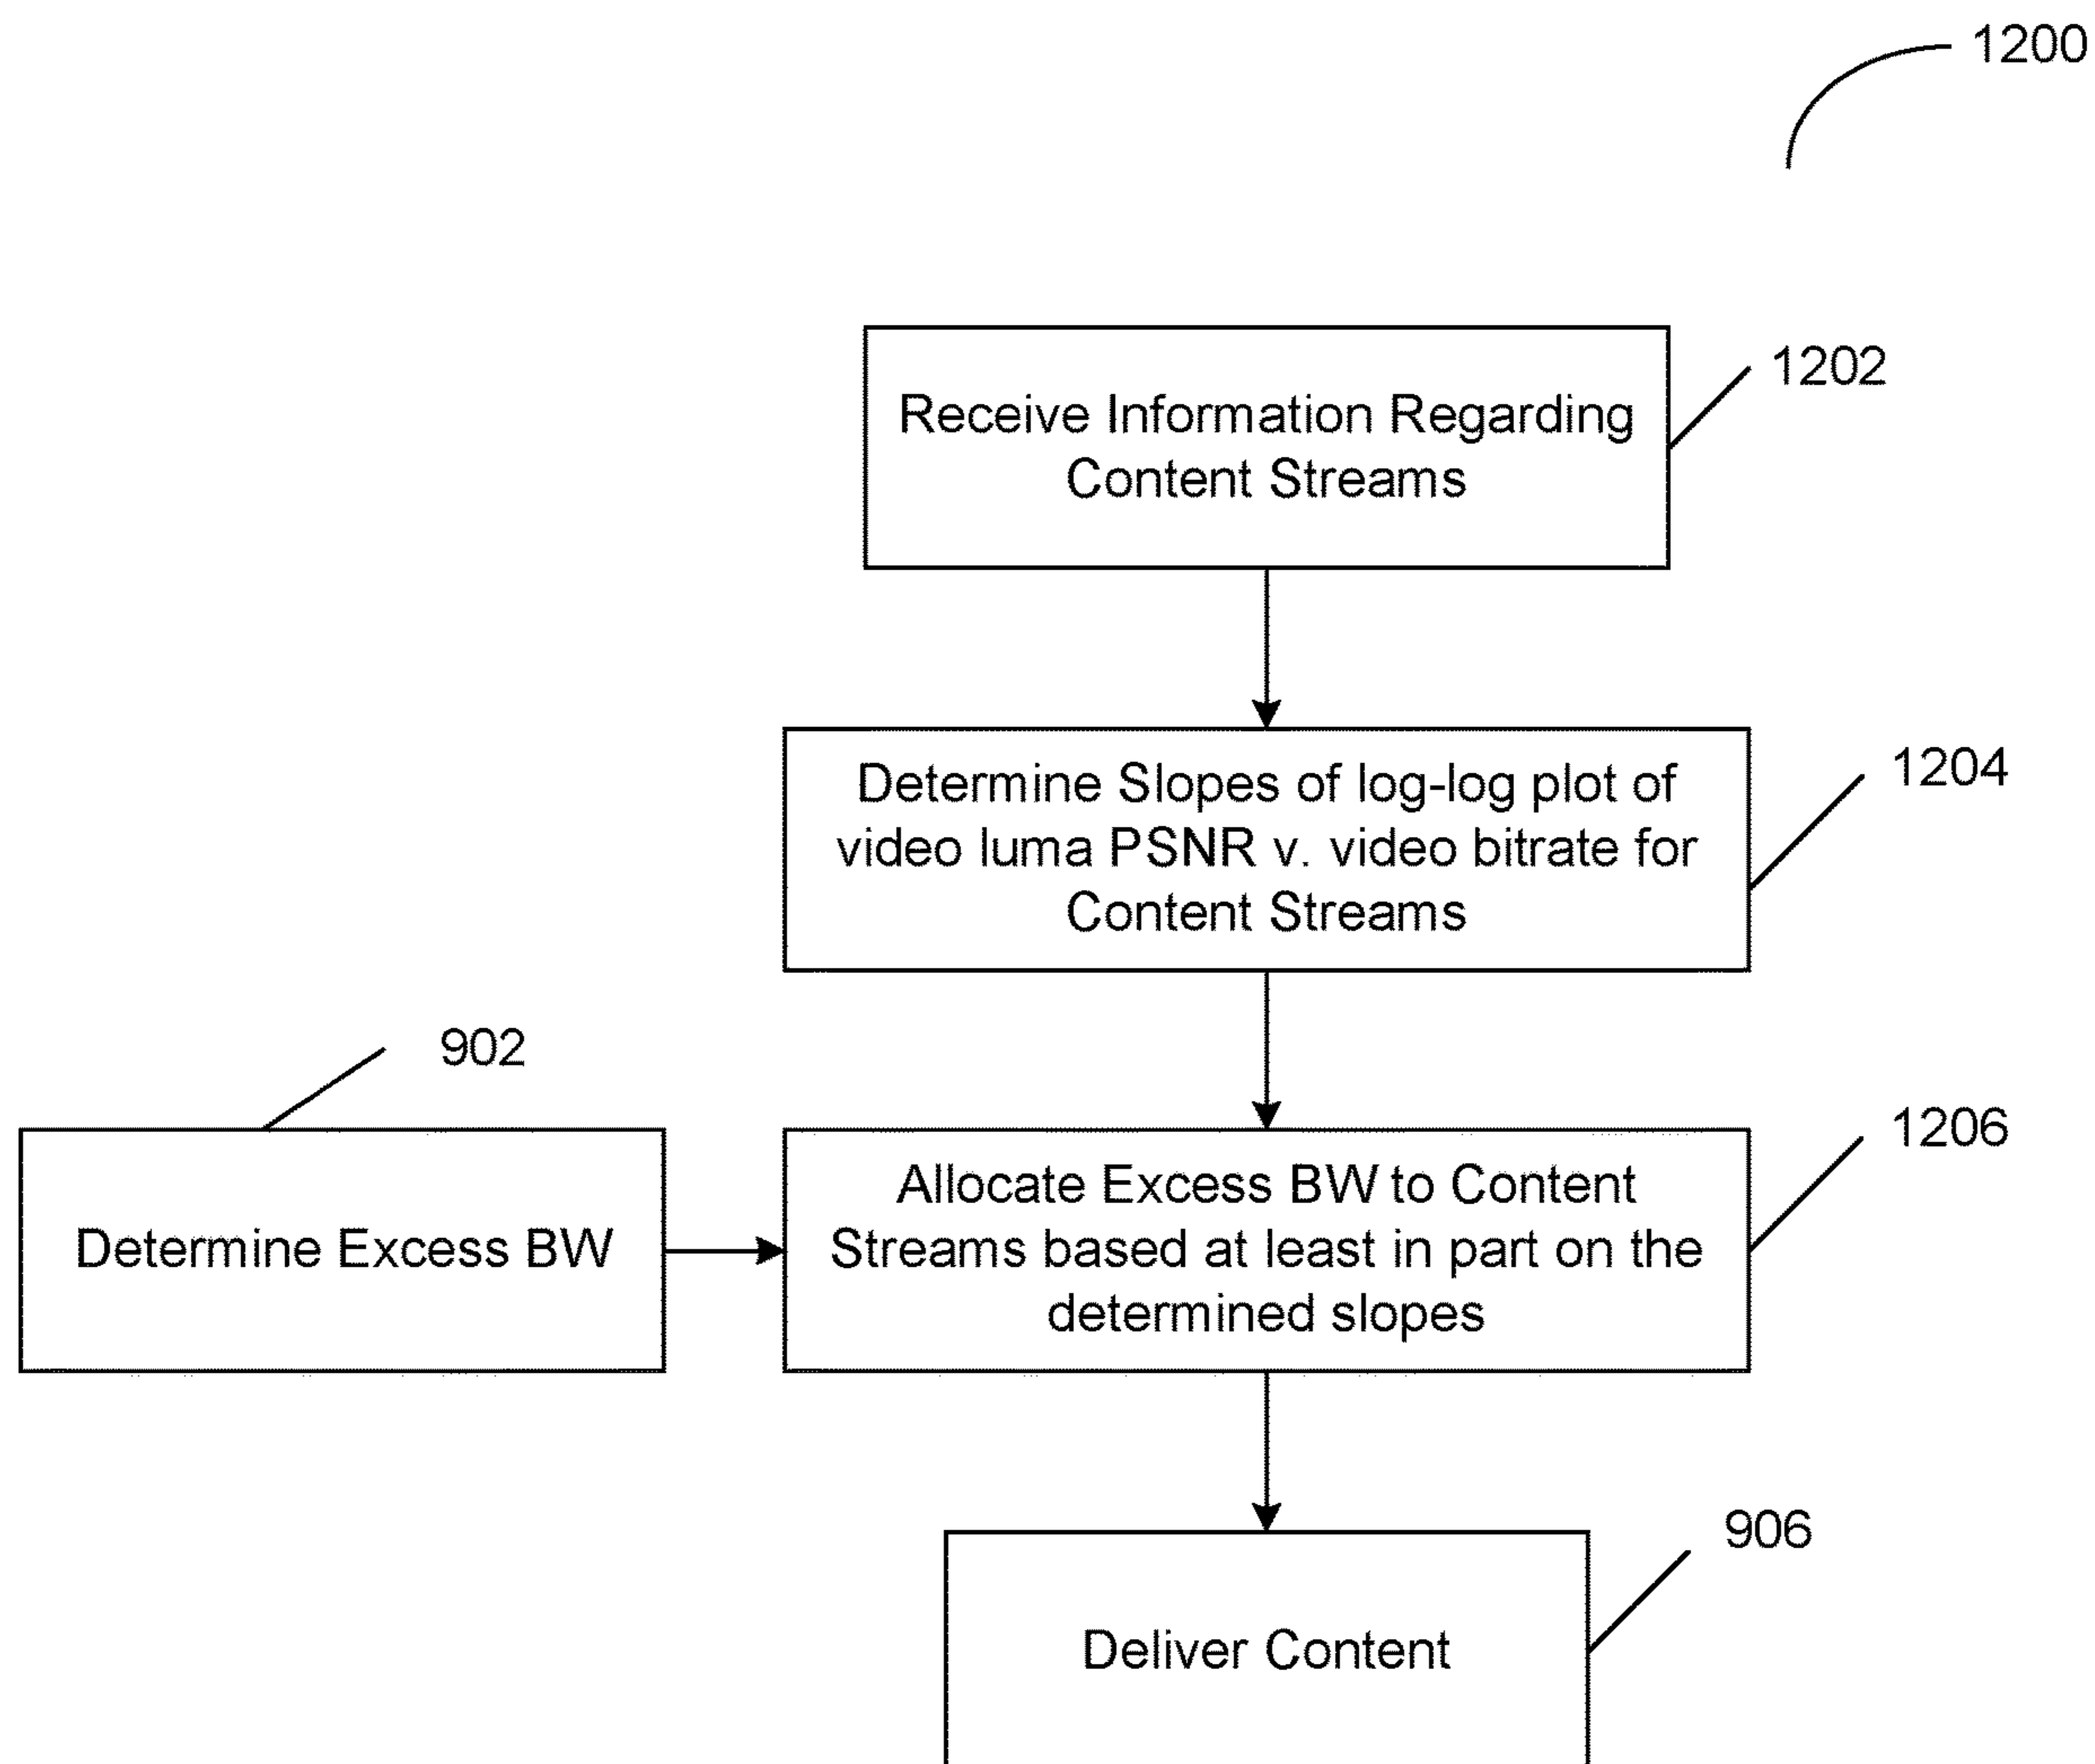 1200
Receive Information Regarding
Content Streams
1202
Determine Slopes of log-log plot of
video luma PSNR v. video bitrate for
Content Streams
1204
902
Determine Excess BW
Allocate Excess BW to Content
Streams based at least in part on the
determined slopes
1206
Deliver Content
906